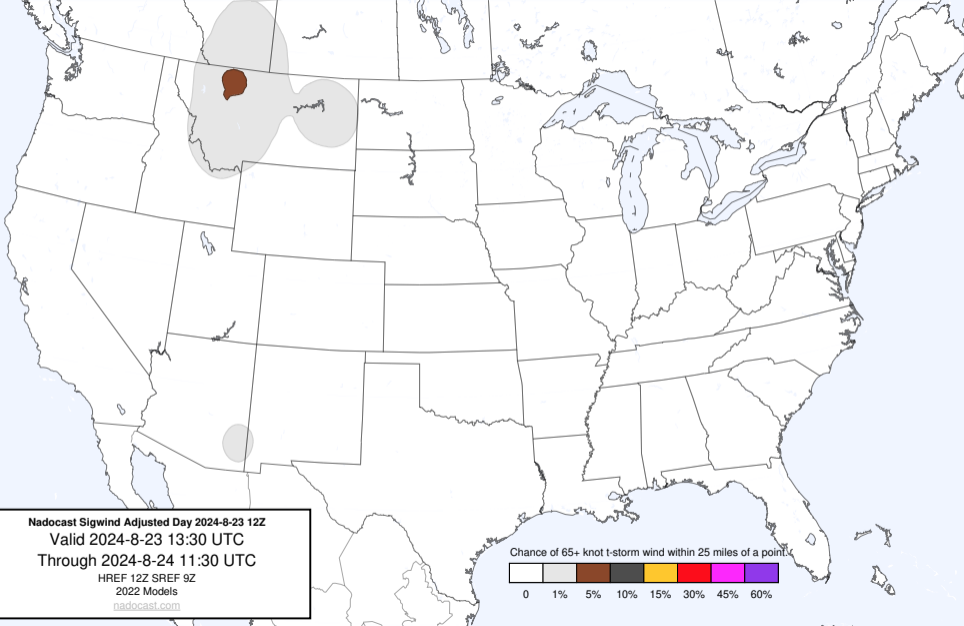 Nadocast Sigwind Adjusted Day 2024-8-23 12Z
Valid 2024-8-23 13:30 UTC
Through 2024-8-24 11:30 UTC
HREF 12Z SREF 9Z
2022 Models
nadocast.com
Chance of 65+ knot t-storm wind within 25 miles of a point.
0 1% 5% 10% 15% 30% 45% 60%